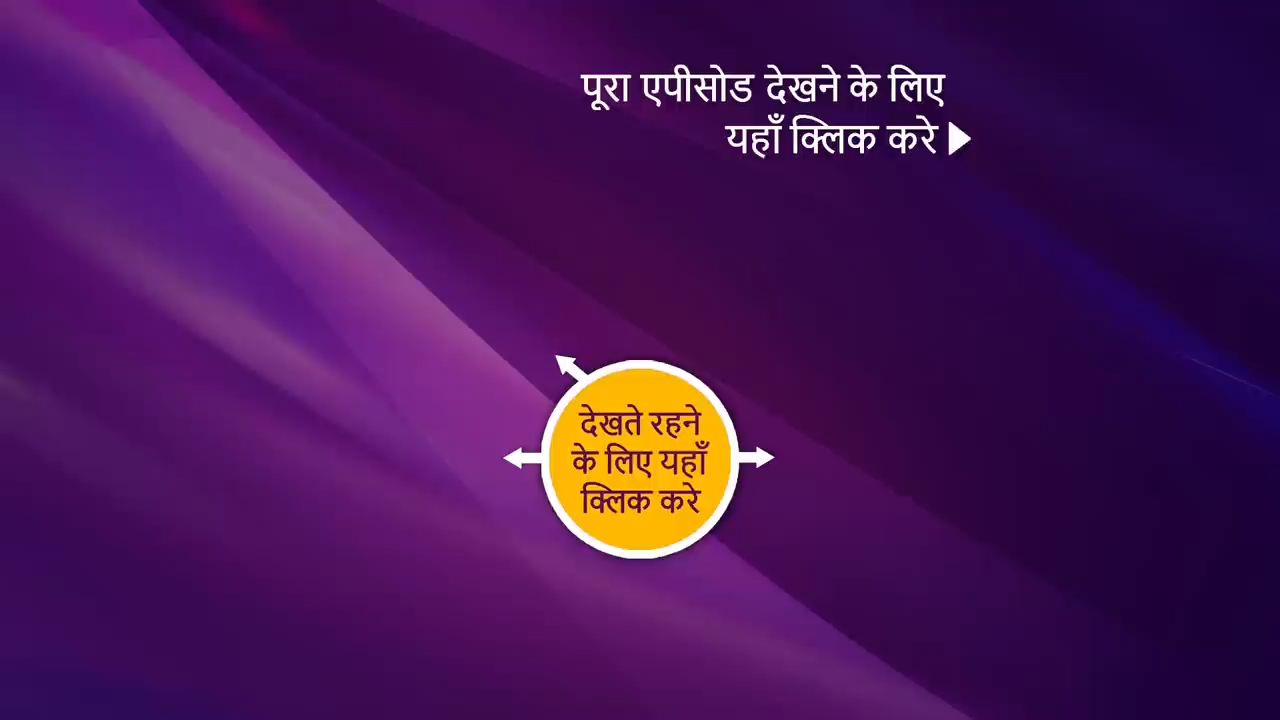 पूरा एपीसोड देखने के लिए
यहाँ क्लिक करे
देखते रहने
के लिए यहाँ
क्लिक करे